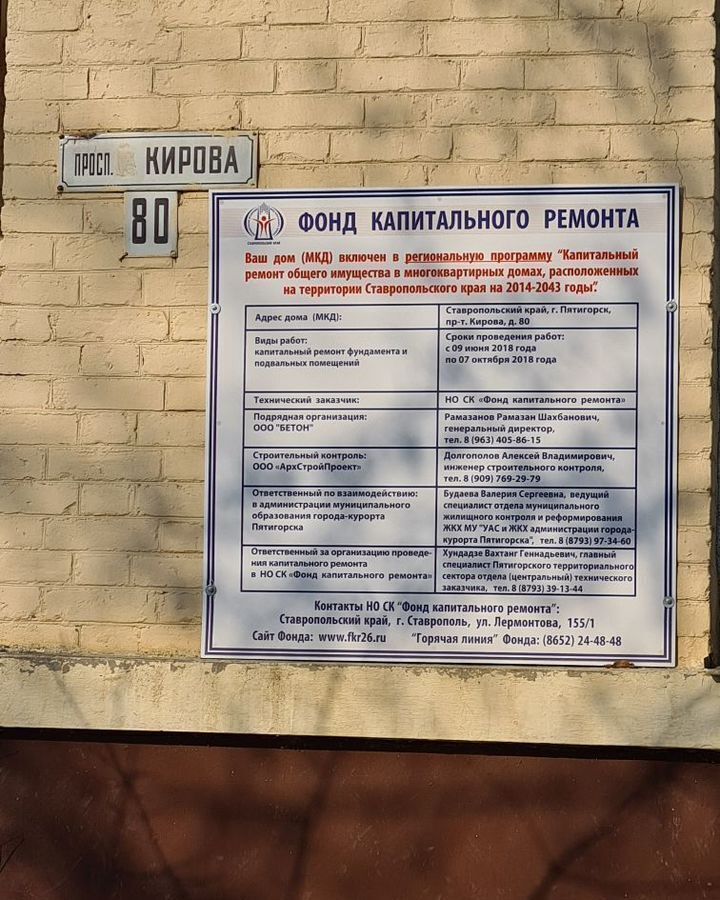 ПРОСП. КИРОВА
80
СТАВРОПОЛЬСКИЙ КРАЙ
ФОНД КАПИТАЛЬНОГО РЕМОНТА
Ваш дом (МКД) включен в региональную программу "Капитальный
ремонт общего имущества в многоквартирных домах, расположенных
на территории Ставропольского края на 2014-2043 годы".
Адрес дома (МКД):
Ставропольский край, г. Пятигорск,
пр-т. Кирова, д. 80
Виды работ:
капитальный ремонт фундамента и
подвальных помещений
Сроки проведения работ:
с 09 июня 2018 года
по 07 октября 2018 года
Технический заказчик:
НО СК «Фонд капитального ремонта»
Подрядная организация:
ООО "БЕТОН"
Рамазанов Рамазан Шахбанович,
генеральный директор,
тел. 8 (963) 405-86-15
Строительный контроль:
ООО «АрхСтройПроект»
Долгополов Алексей Владимирович,
инженер строительного контроля,
тел. 8 (909) 769-29-79
Ответственный по взаимодействию:
в администрации муниципального
образования города-курорта
Пятигорска
Будаева Валерия Сергеевна, ведущий
специалист отдела муниципального
жилищного контроля и реформирования
ЖКХ МУ "УАС и ЖКХ администрации города-
курорта Пятигорска", тел. 8 (8793) 97-34-60
Ответственный за организацию проведе-
ния капитального ремонта
в НО СК «Фонд капитального ремонта»
Хундадзе Вахтанг Геннадьевич, главный
специалист Пятигорского территориального
сектора отдела (центральный) технического
заказчика, тел. 8 (8793) 39-13-44
Контакты НО СК "Фонд капитального ремонта":
Ставропольский край, г. Ставрополь, ул. Лермонтова, 155/1
Сайт Фонда: www.fkr26.ru "Горячая линия" Фонда: (8652) 24-48-48